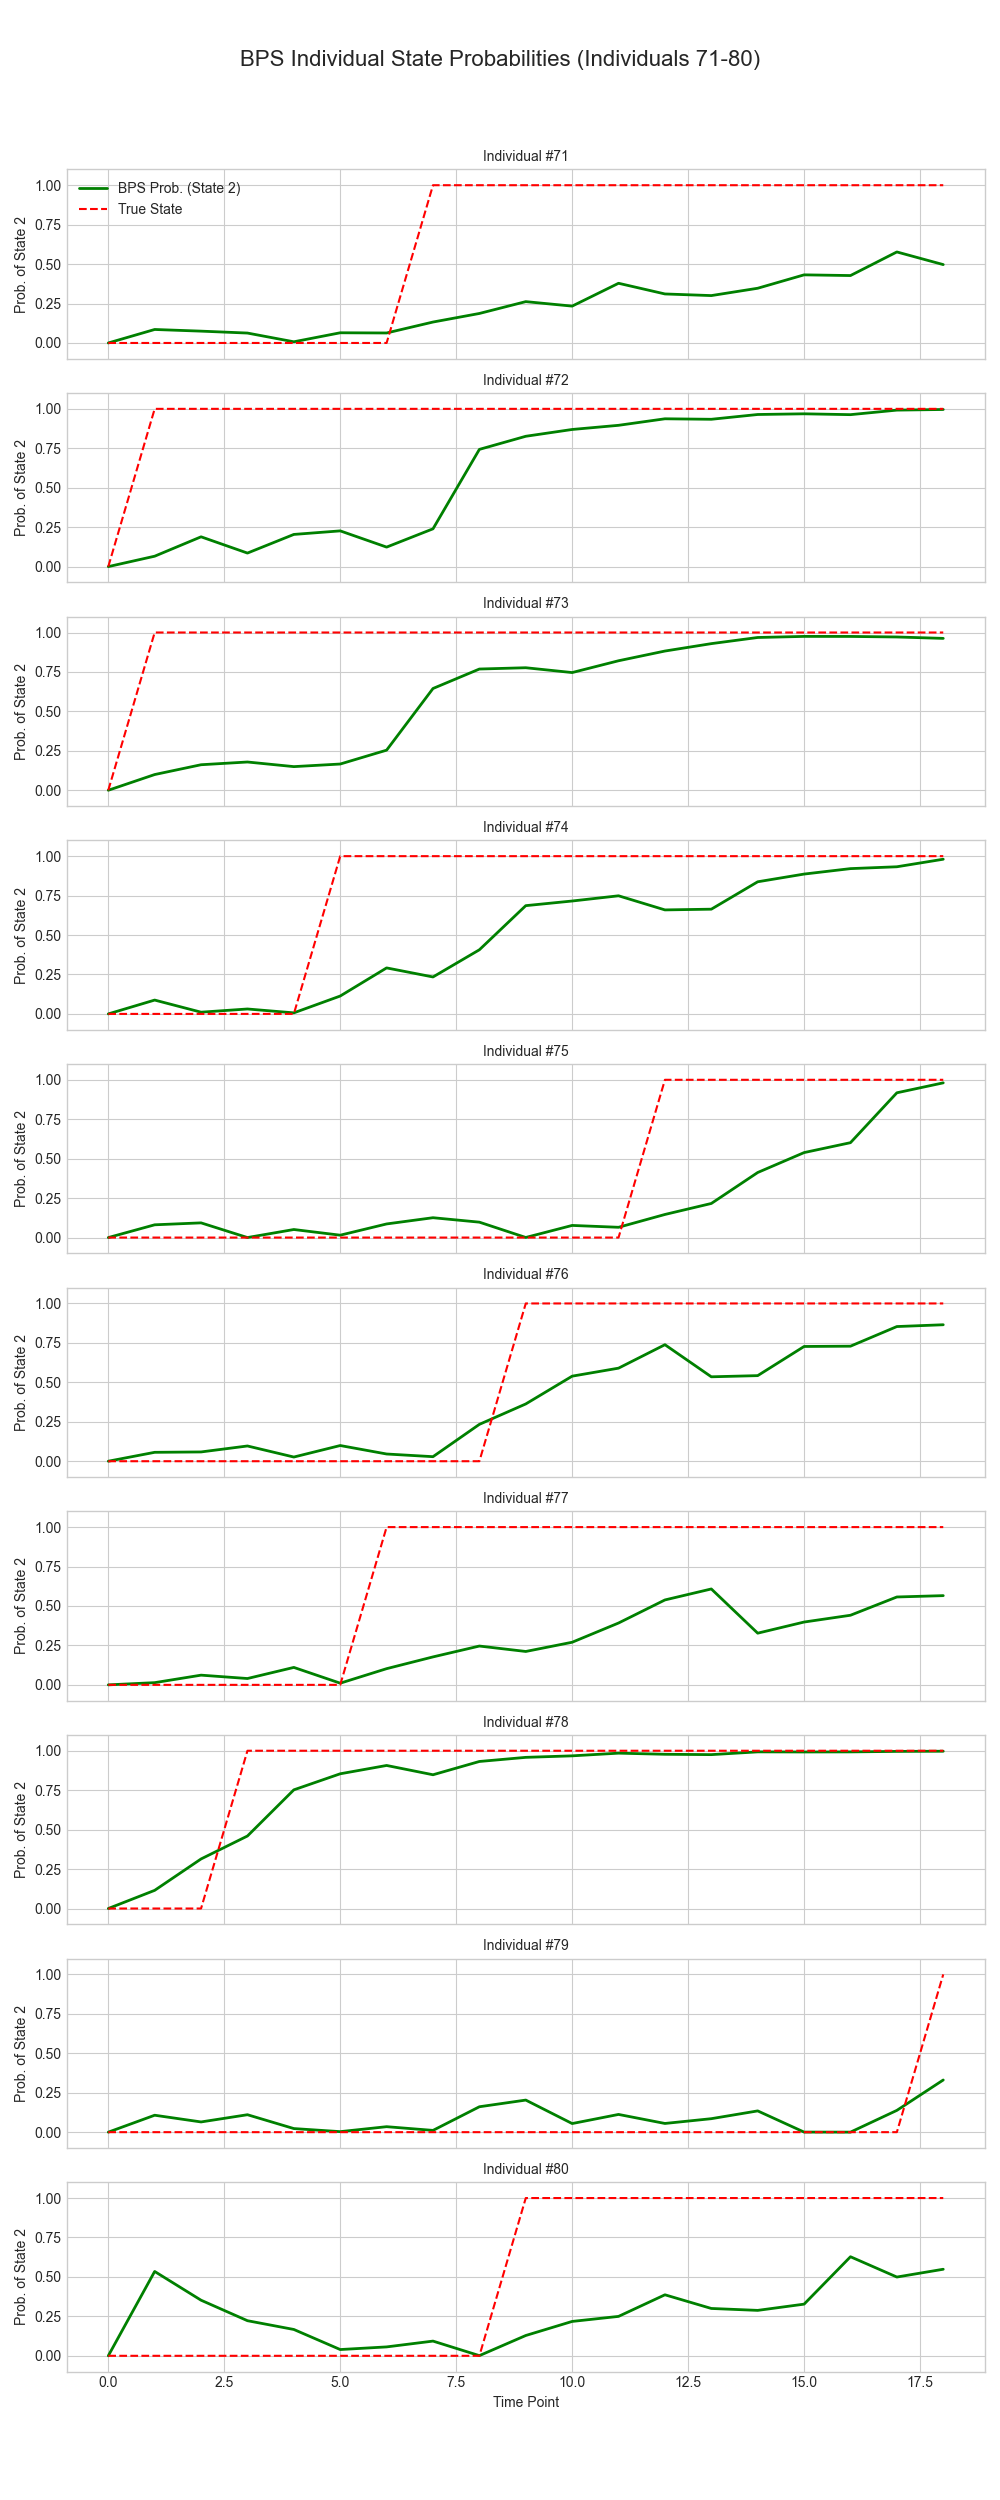 BPS Individual State Probabilities (Individuals 71-80)
Individual #71
BPS Prob. (State 2)
True State
Prob. of State 2
1.00
0.75
0.50
0.25
0.00
Individual #72
Prob. of State 2
1.00
0.75
0.50
0.25
0.00
Individual #73
Prob. of State 2
1.00
0.75
0.50
0.25
0.00
Individual #74
Prob. of State 2
1.00
0.75
0.50
0.25
0.00
Individual #75
Prob. of State 2
1.00
0.75
0.50
0.25
0.00
Individual #76
Prob. of State 2
1.00
0.75
0.50
0.25
0.00
Individual #77
Prob. of State 2
1.00
0.75
0.50
0.25
0.00
Individual #78
Prob. of State 2
1.00
0.75
0.50
0.25
0.00
Individual #79
Prob. of State 2
1.00
0.75
0.50
0.25
0.00
Individual #80
Prob. of State 2
1.00
0.75
0.50
0.25
0.00
0.0 2.5 5.0 7.5 10.0 12.5 15.0 17.5
Time Point